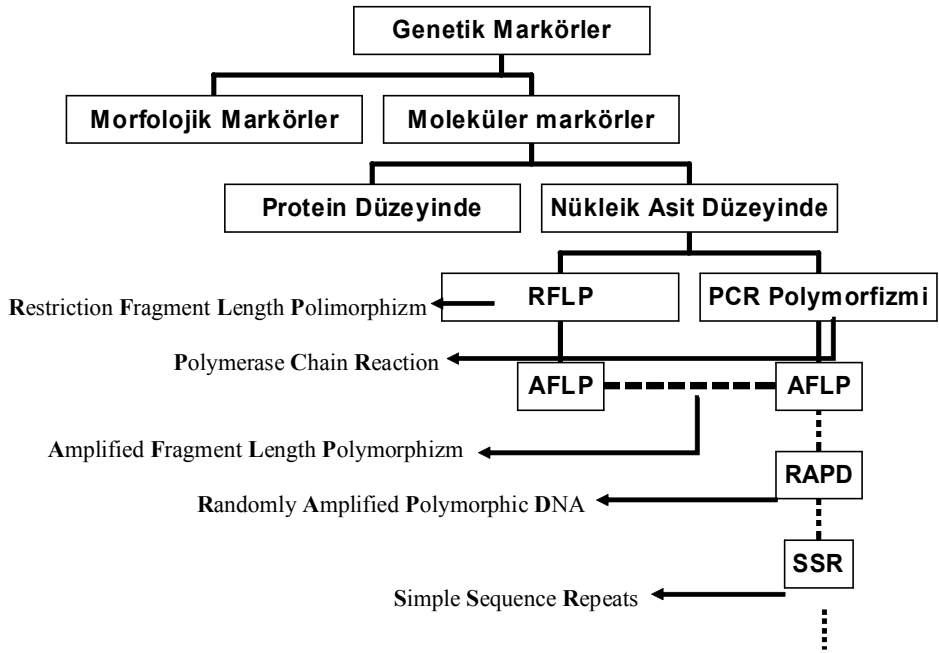 Genetik Markörler
Morfolojik Markörler
Moleküler markörler
Protein Düzeyinde
Nükleik Asit Düzeyinde
RFLP
PCR Polymorfizmi
Restriction Fragment Length Polimorphizm
Polymerase Chain Reaction
AFLP
AFLP
Amplified Fragment Length Polymorphizm
RAPD
Randomly Amplified Polymorphic DNA
SSR
Simple Sequence Repeats